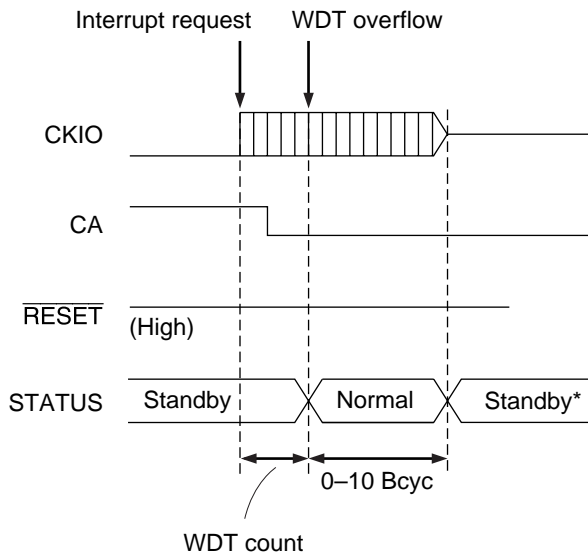 Interrupt request WDT overflow
CKIO
CA
RESET
(High)
STATUS Standby Normal Standby*
0–10 Bcyc
WDT count